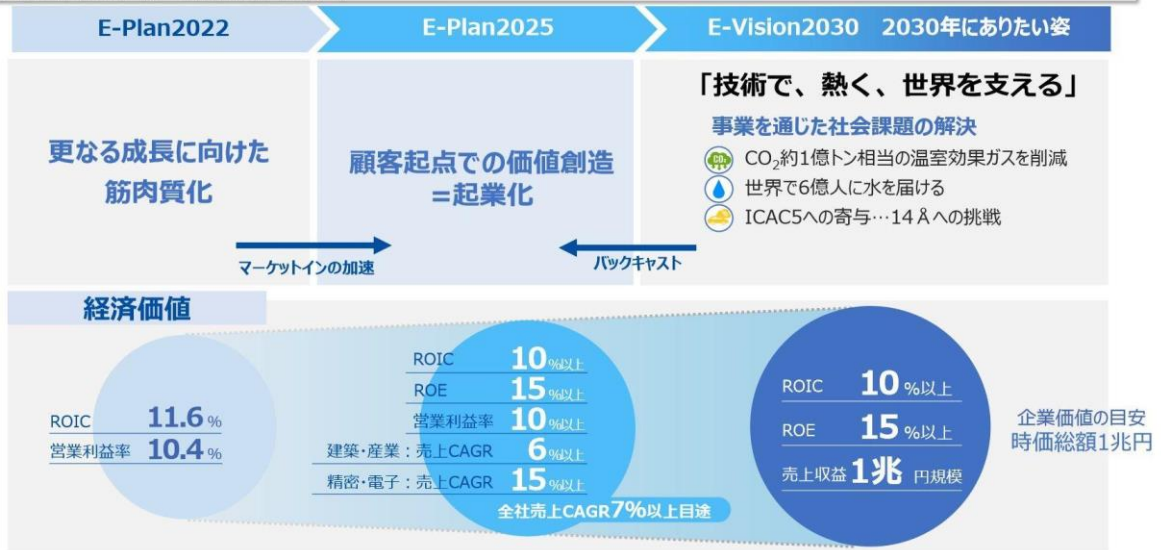 E-Plan2022
E-Plan2025
E-Vision2030 2030年にありたい姿
更なる成長に向けた
筋肉質化
顧客起点での価値創造
=起業化
「技術で、熱く、世界を支える」
事業を通じた社会課題の解決
CO₂
CO₂約1億トン相当の温室効果ガスを削減
世界で6億人に水を届ける
ICAC5への寄与…14Åへの挑戦
マーケットインの加速
バックキャスト
経済価値
ROIC 11.6%
営業利益率 10.4%
ROIC 10%以上
ROE 15%以上
営業利益率 10%以上
建築・産業:売上CAGR 6%以上
精密・電子:売上CAGR 15%以上
全社売上CAGR7%以上目途
ROIC 10%以上
ROE 15%以上
売上収益 1兆円規模
企業価値の目安
時価総額1兆円